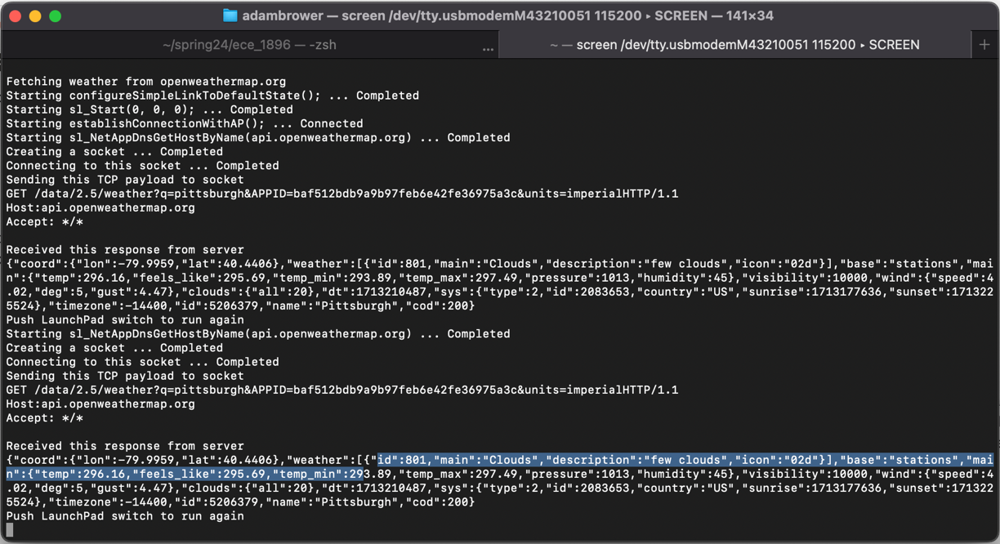 adambrower — screen /dev/tty.usbmodemM43210051 115200 ▸ SCREEN — 141×34
~/spring24/ece_1896 — -zsh ...
~ — screen /dev/tty.usbmodemM43210051 115200 ▸ SCREEN +
Fetching weather from openweathermap.org
Starting configureSimpleLinkToDefaultState(); ... Completed
Starting sl_Start(0, 0, 0); ... Completed
Starting establishConnectionWithAP(); ... Connected
Starting sl_NetAppDnsGetHostByName(api.openweathermap.org) ... Completed
Creating a socket ... Completed
Connecting to this socket ... Completed
Sending this TCP payload to socket
GET /data/2.5/weather?q=pittsburgh&APPID=baf512bdb9a9b97feb6e42fe36975a3c&units=imperialHTTP/1.1
Host:api.openweathermap.org
Accept: */*
Received this response from server
{"coord":{"lon":-79.9959,"lat":40.4406},"weather":[{"id":801,"main":"Clouds","description":"few clouds","icon":"02d"}],"base":"stations","mai
n":{"temp":296.16,"feels_like":295.69,"temp_min":293.89,"temp_max":297.49,"pressure":1013,"humidity":45},"visibility":10000,"wind":{"speed":4
.02,"deg":5,"gust":4.47},"clouds":{"all":20},"dt":1713210487,"sys":{"type":2,"id":2083653,"country":"US","sunrise":1713177636,"sunset":171322
5524},"timezone":-14400,"id":5206379,"name":"Pittsburgh","cod":200}
Push LaunchPad switch to run again
Starting sl_NetAppDnsGetHostByName(api.openweathermap.org) ... Completed
Creating a socket ... Completed
Connecting to this socket ... Completed
Sending this TCP payload to socket
GET /data/2.5/weather?q=pittsburgh&APPID=baf512bdb9a9b97feb6e42fe36975a3c&units=imperialHTTP/1.1
Host:api.openweathermap.org
Accept: */*
Received this response from server
{"coord":{"lon":-79.9959,"lat":40.4406},"weather":[{"id":801,"main":"Clouds","description":"few clouds","icon":"02d"}],"base":"stations","mai
n":{"temp":296.16,"feels_like":295.69,"temp_min":293.89,"temp_max":297.49,"pressure":1013,"humidity":45},"visibility":10000,"wind":{"speed":4
.02,"deg":5,"gust":4.47},"clouds":{"all":20},"dt":1713210487,"sys":{"type":2,"id":2083653,"country":"US","sunrise":1713177636,"sunset":171322
5524},"timezone":-14400,"id":5206379,"name":"Pittsburgh","cod":200}
Push LaunchPad switch to run again